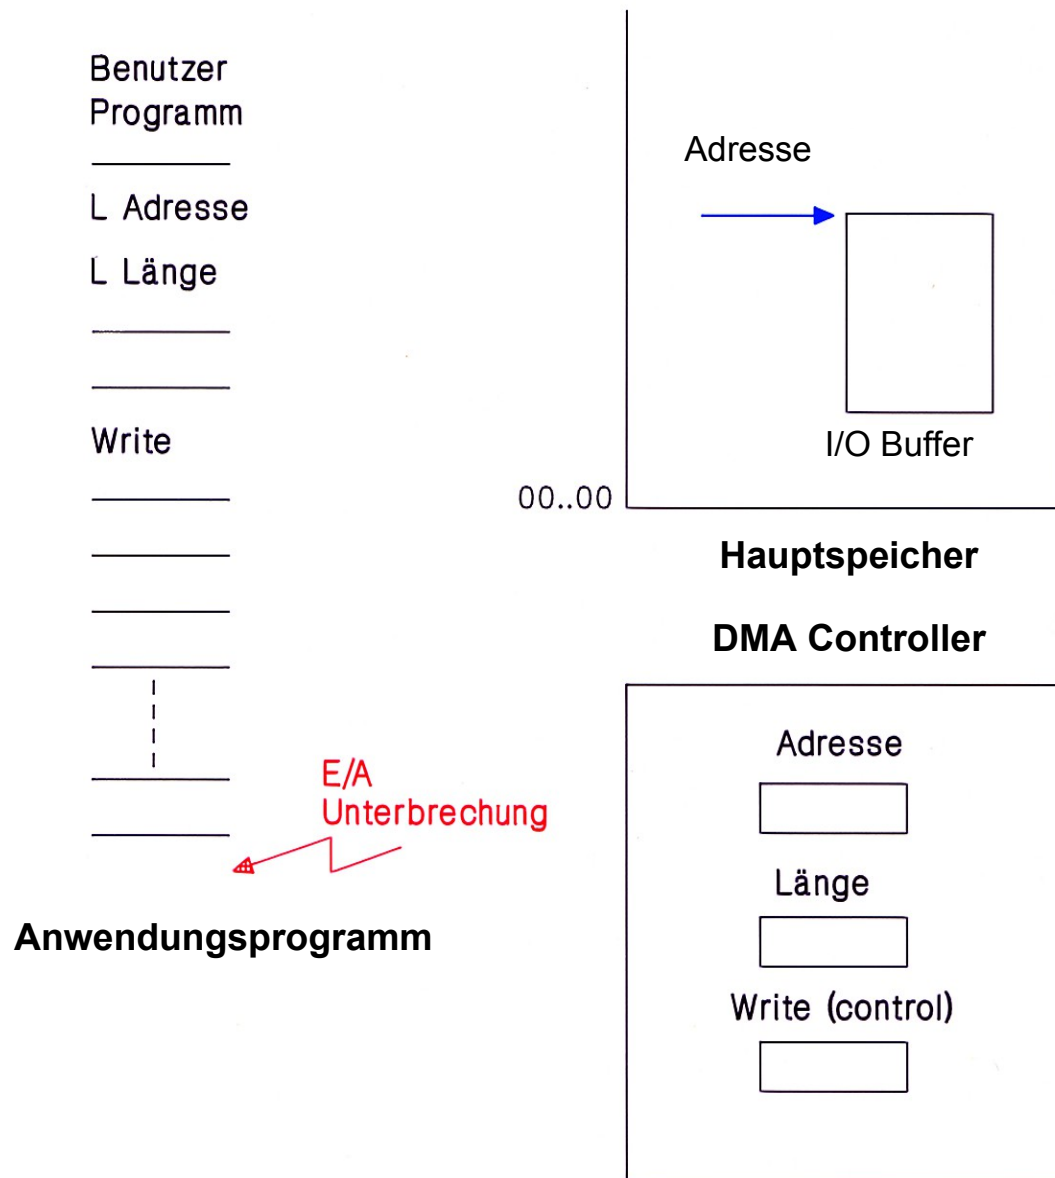 Benutzer
Programm
L Adresse
L Länge
Write
E/A
Unterbrechung
Anwendungsprogramm
Adresse
I/O Buffer
00..00
Hauptspeicher
DMA Controller
Adresse
Länge
Write (control)